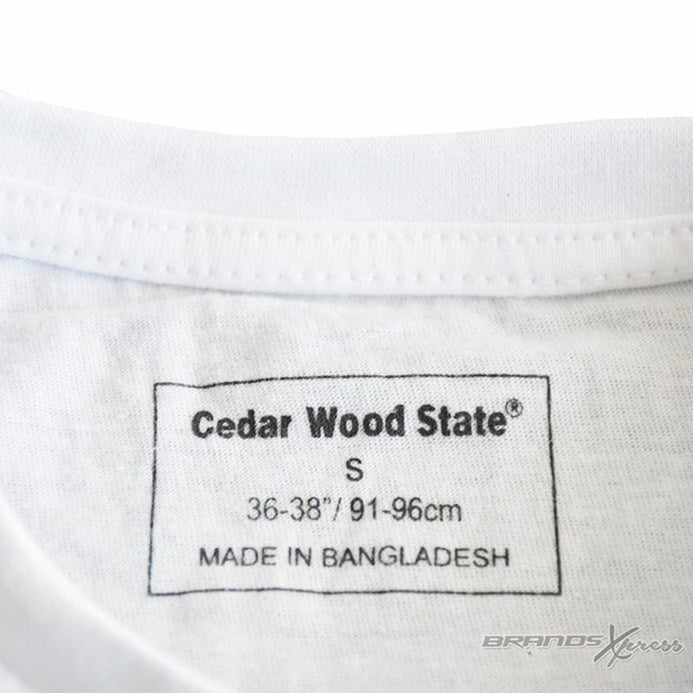 Cedar Wood State®
S
36-38"/ 91-96cm
MADE IN BANGLADESH
BRANDSXpress